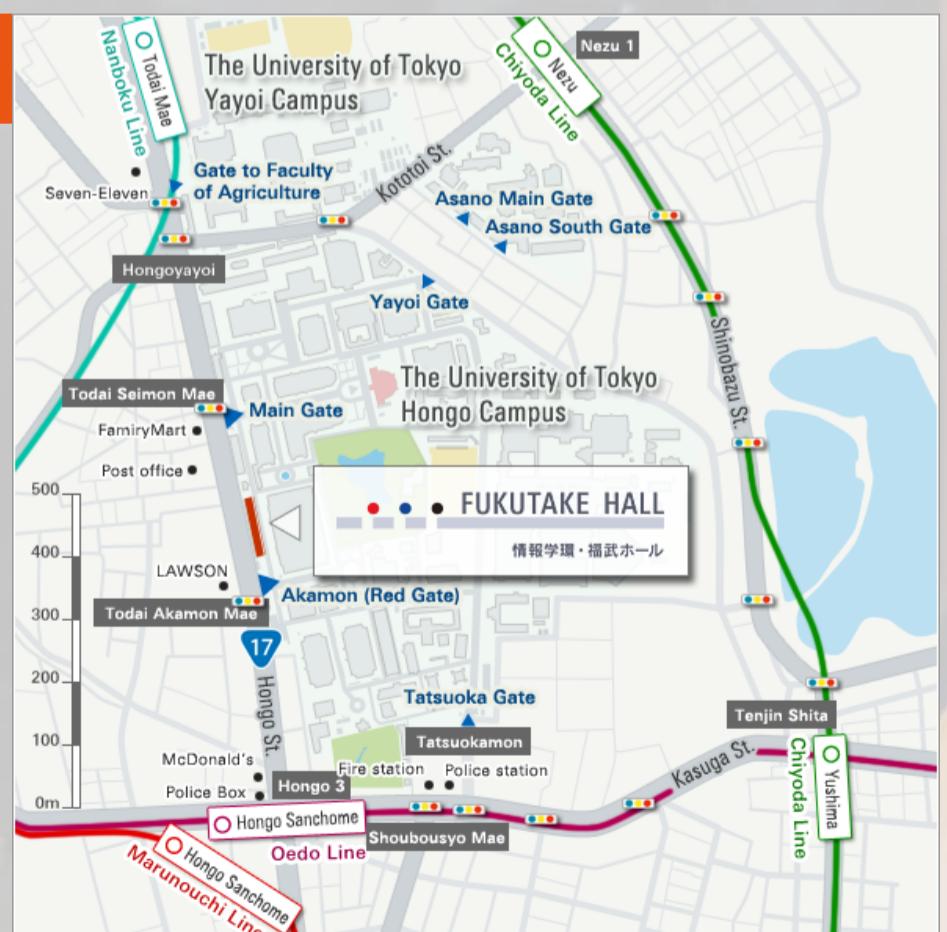 Nanboku Line
Todai Mae
The University of Tokyo
Yayoi Campus
Chiyoda Line
Nezu
Nezu 1
Seven-Eleven
Gate to Faculty
of Agriculture
Kototoi St.
Asano Main Gate
Asano South Gate
Hongoyayoi
Yayoi Gate
Shinobazu St.
Todai Seimon Mae
Main Gate
The University of Tokyo
Hongo Campus
FamiryMart
Post office
500
400
300
200
100
0m
FUKUTAKE HALL
情報学環・福武ホール
LAWSON
Akamon (Red Gate)
Todai Akamon Mae
17
Hongo St.
Tatsuoka Gate
Tatsuokamon
Tenjin Shita
McDonald's
Police Box
Hongo 3
Fire station
Police station
Kasuga St.
Chiyoda Line
Yushima
Hongo Sanchome
Oedo Line
Shoubousyo Mae
Hongo Sanchome
Marunouchi Line